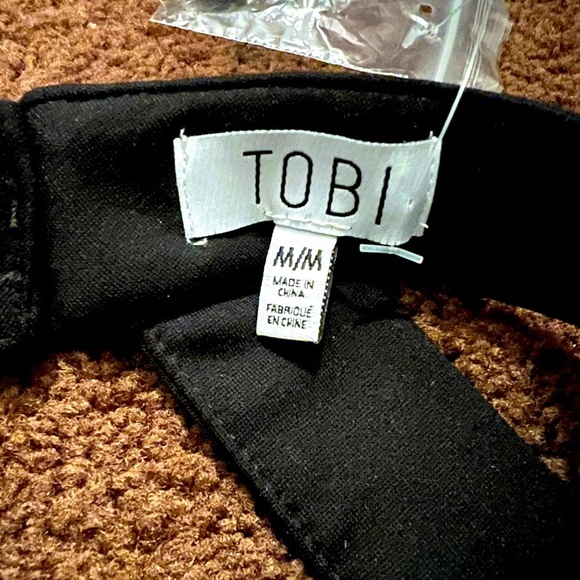 TOBI
M/M
MADE IN
CHINA
FABRIQUÉ
EN CHINE